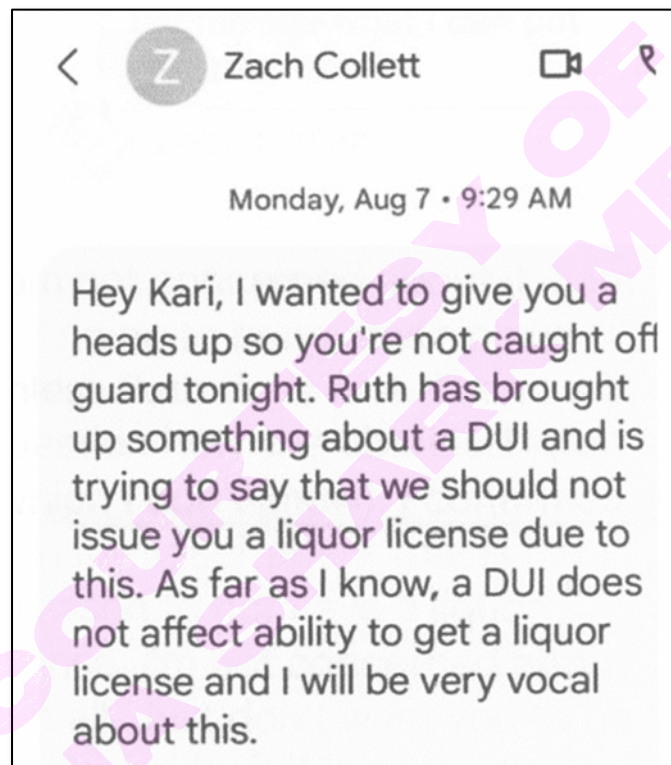 Z
Zach Collett
Monday, Aug 7 • 9:29 AM
Hey Kari, I wanted to give you a
heads up so you're not caught off
guard tonight. Ruth has brought
up something about a DUI and is
trying to say that we should not
issue you a liquor license due to
this. As far as I know, a DUI does
not affect ability to get a liquor
license and I will be very vocal
about this.
COURTESY OF